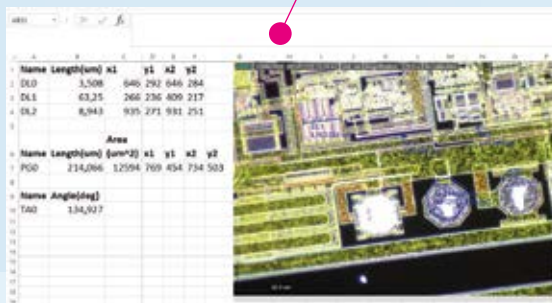 Name Length(um) x1 y1 x2 y2
DL0 3,508 646 292 646 284
DL1 63,25 266 236 409 217
DL2 8,943 935 271 931 251
Area
Name Length(um) (um^2) x1 y1 x2 y2
PG0 214,066 12594 769 454 734 503
Name Angle(deg)
TA0 134,927